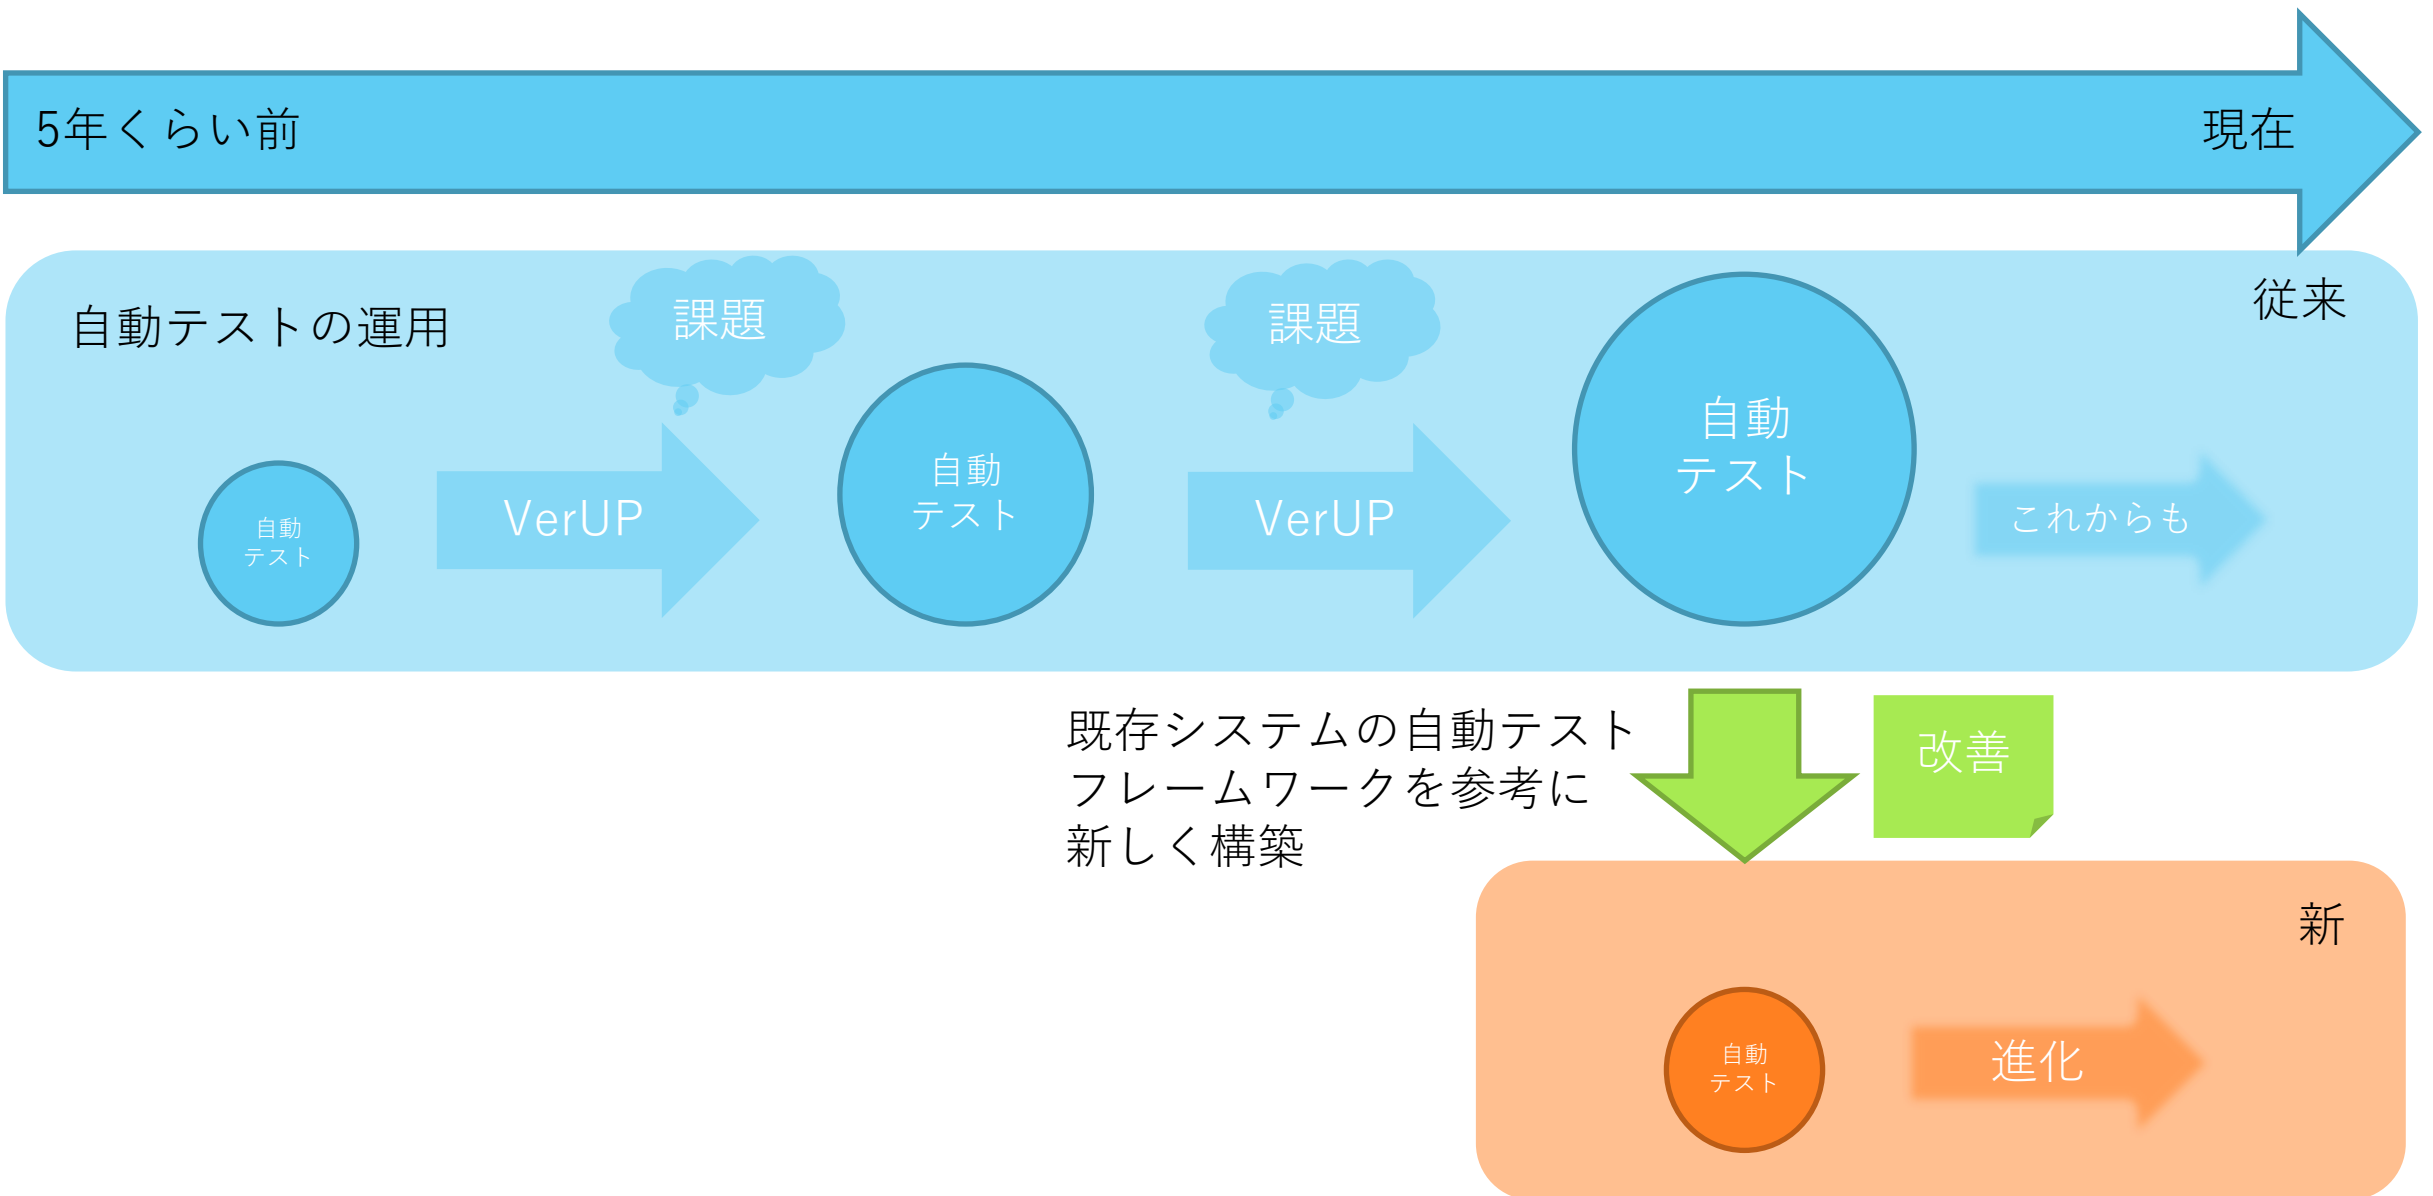 5年くらい前
現在
自動テストの運用
課題
課題
従来
自動
テスト
VerUP
自動
テスト
VerUP
自動
テスト
これからも
既存システムの自動テスト
フレームワークを参考に
新しく構築
改善
新
自動
テスト
進化